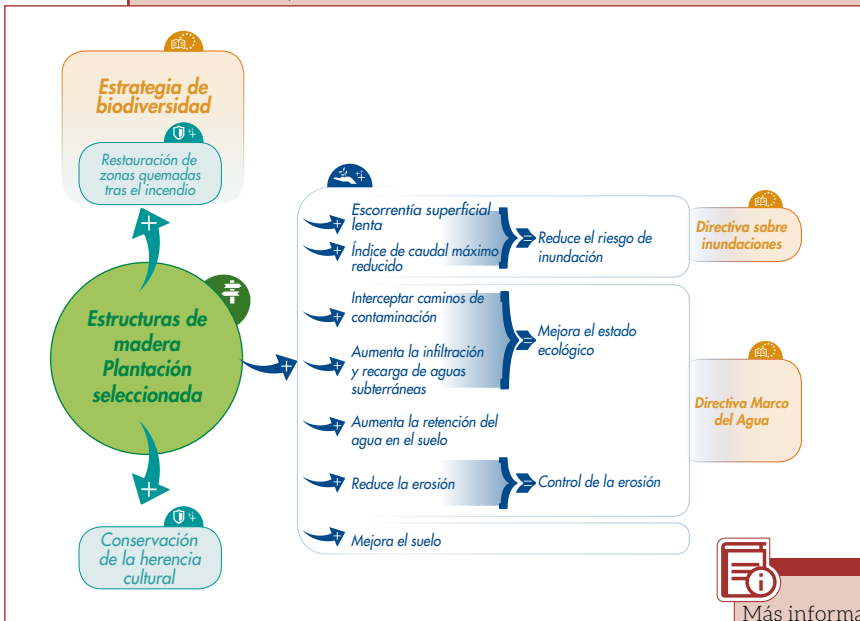 Estrategia de
biodiversidad
Restauración de
zonas quemadas
tras el incendio
Estructuras de
madera
Plantación
seleccionada
Conservación
de la herencia
cultural
Escorrentía superficial
lenta
Índice de caudal máximo
reducido
Reduce el riesgo de
inundación
Directiva sobre
inundaciones
Interceptar caminos de
contaminación
Aumenta la infiltración
y recarga de aguas
subterráneas
Mejora el estado
ecológico
Aumenta la retención del
agua en el suelo
Reduce la erosión
Control de la erosión
Directiva Marco
del Agua
Mejora el suelo
Más informa